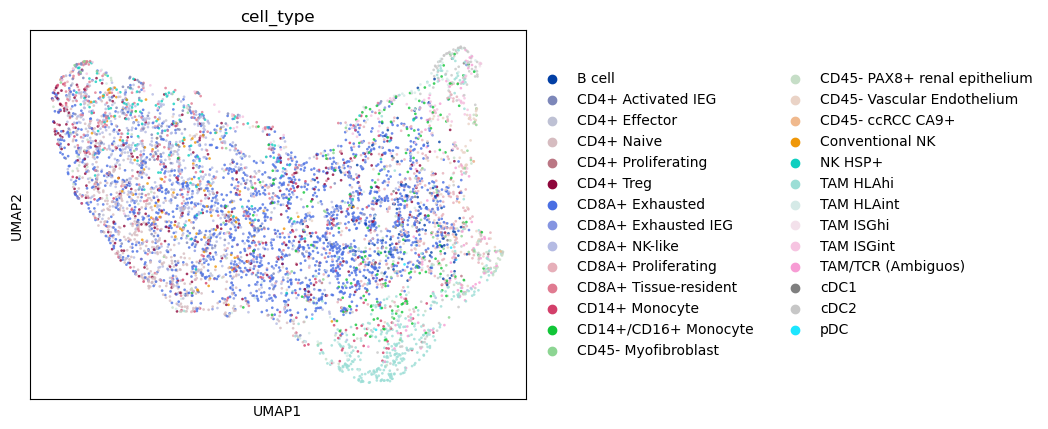 cell_type
UMAP2
UMAP1
B cell
CD4+ Activated IEG
CD4+ Effector
CD4+ Naive
CD4+ Proliferating
CD4+ Treg
CD8A+ Exhausted
CD8A+ Exhausted IEG
CD8A+ NK-like
CD8A+ Proliferating
CD8A+ Tissue-resident
CD14+ Monocyte
CD14+/CD16+ Monocyte
CD45- Myofibroblast
CD45- PAX8+ renal epithelium
CD45- Vascular Endothelium
CD45- ccRCC CA9+
Conventional NK
NK HSP+
TAM HLAhi
TAM HLAint
TAM ISGhi
TAM ISGint
TAM/TCR (Ambiguos)
cDC1
cDC2
pDC